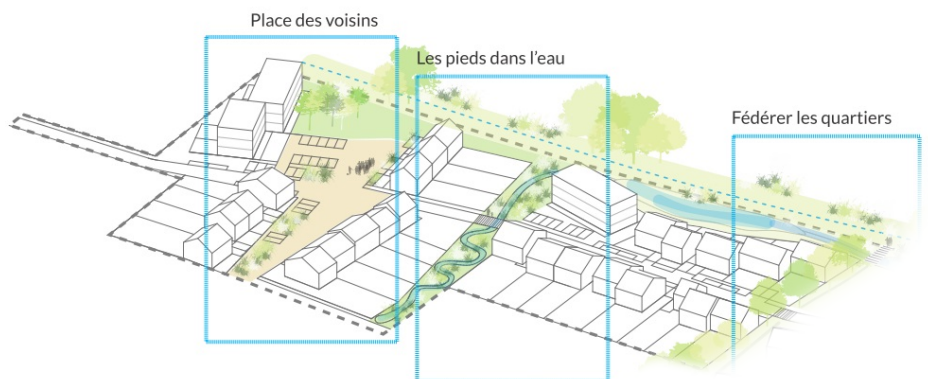 Place des voisins
Les pieds dans l'eau
Fédérer les quartiers